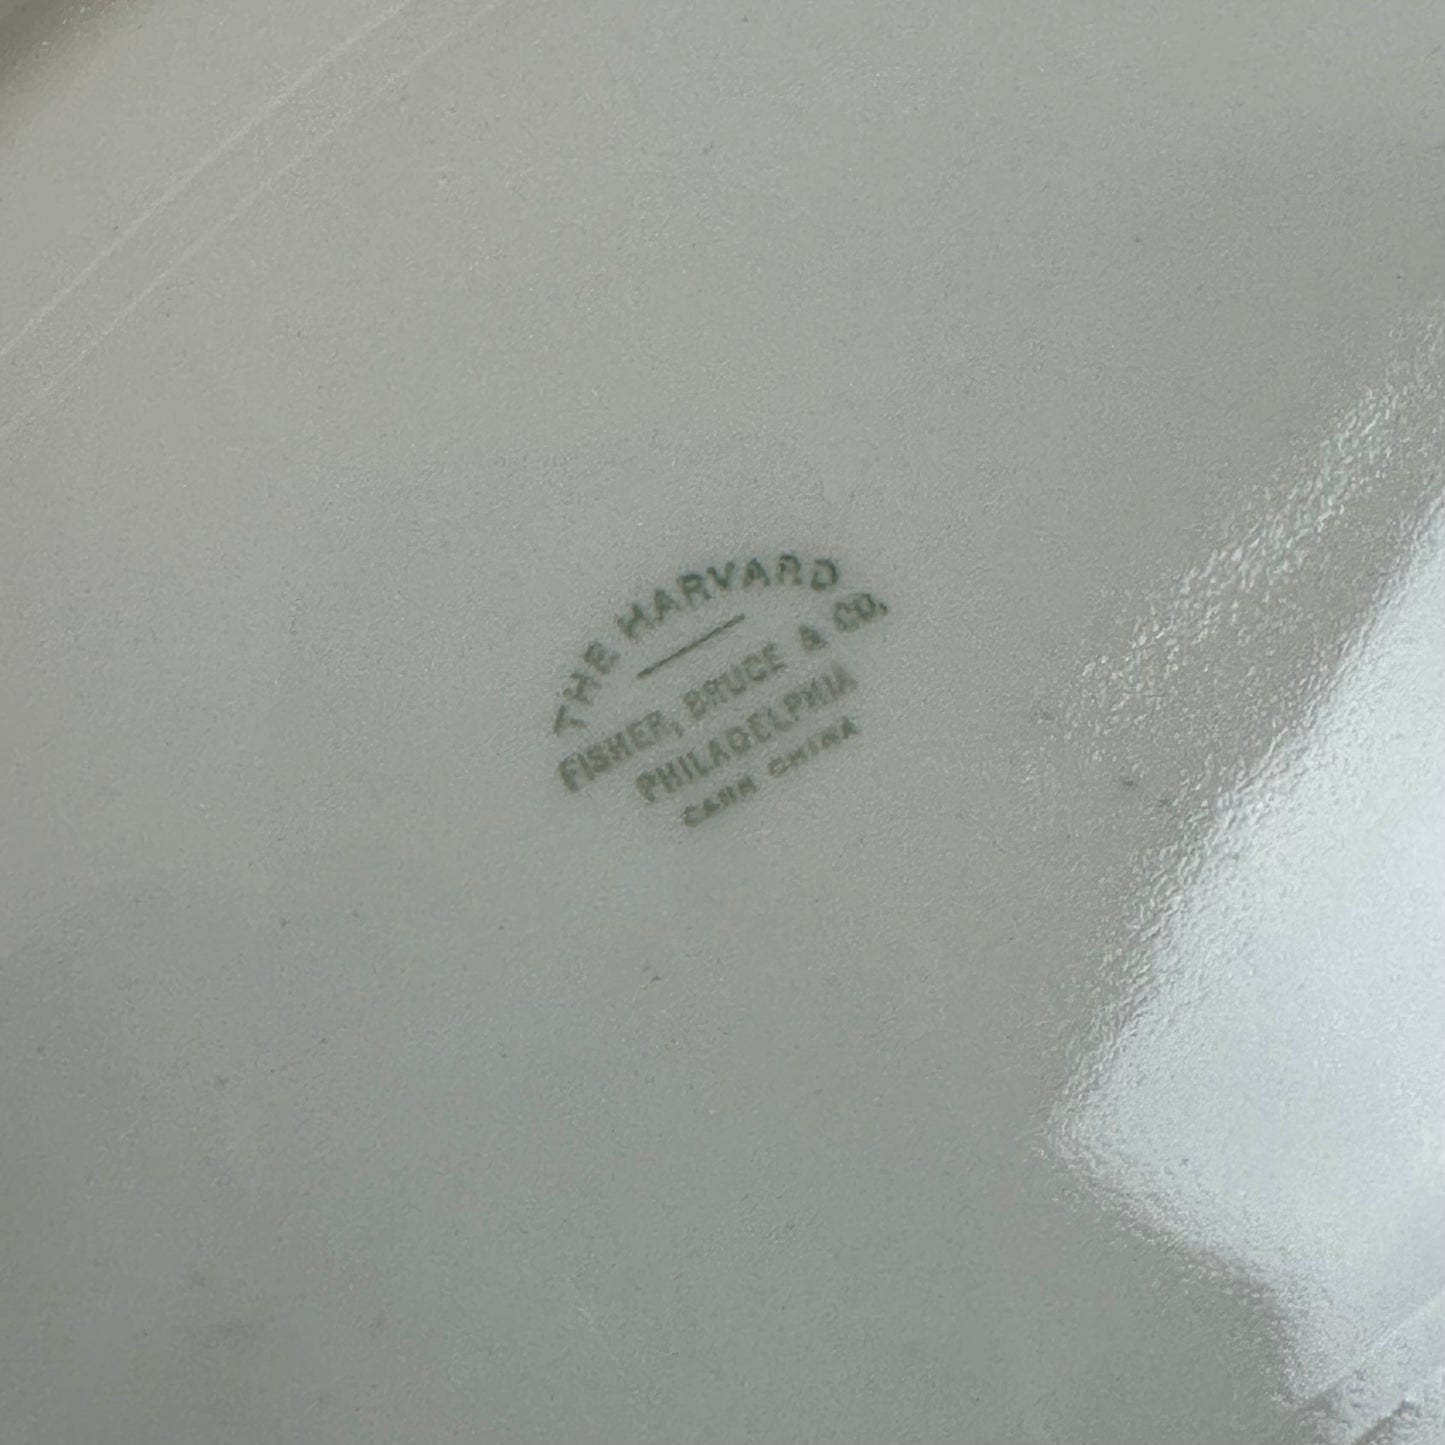 THE HARVARD
FISHER, BRUCE & CO.
PHILADELPHIA
CARR CHINA